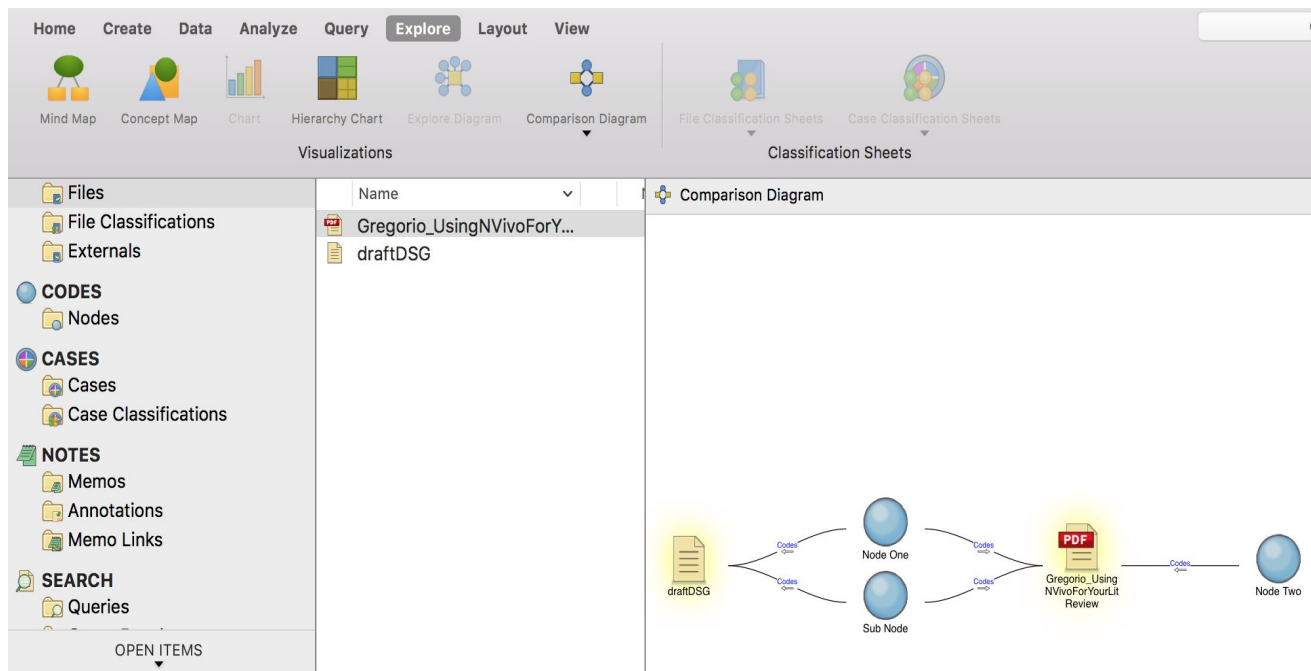 Home Create Data Analyze Query Explore Layout View
Mind Map Concept Map Chart Hierarchy Chart Explore Diagram Comparison Diagram File Classification Sheets Case Classification Sheets
Visualizations Classification Sheets
Files
File Classifications
Externals
CODES
Nodes
CASES
Cases
Case Classifications
NOTES
Memos
Annotations
Memo Links
SEARCH
Queries
OPEN ITEMS
Name
PDF Gregorio_UsingNVivoForY...
draftDSG
Comparison Diagram
Node One
Codes Codes
PDF
Codes
draftDSG
Codes Codes
Gregorio_Using
NVivoForYourLit
Review
Node Two
Sub Node